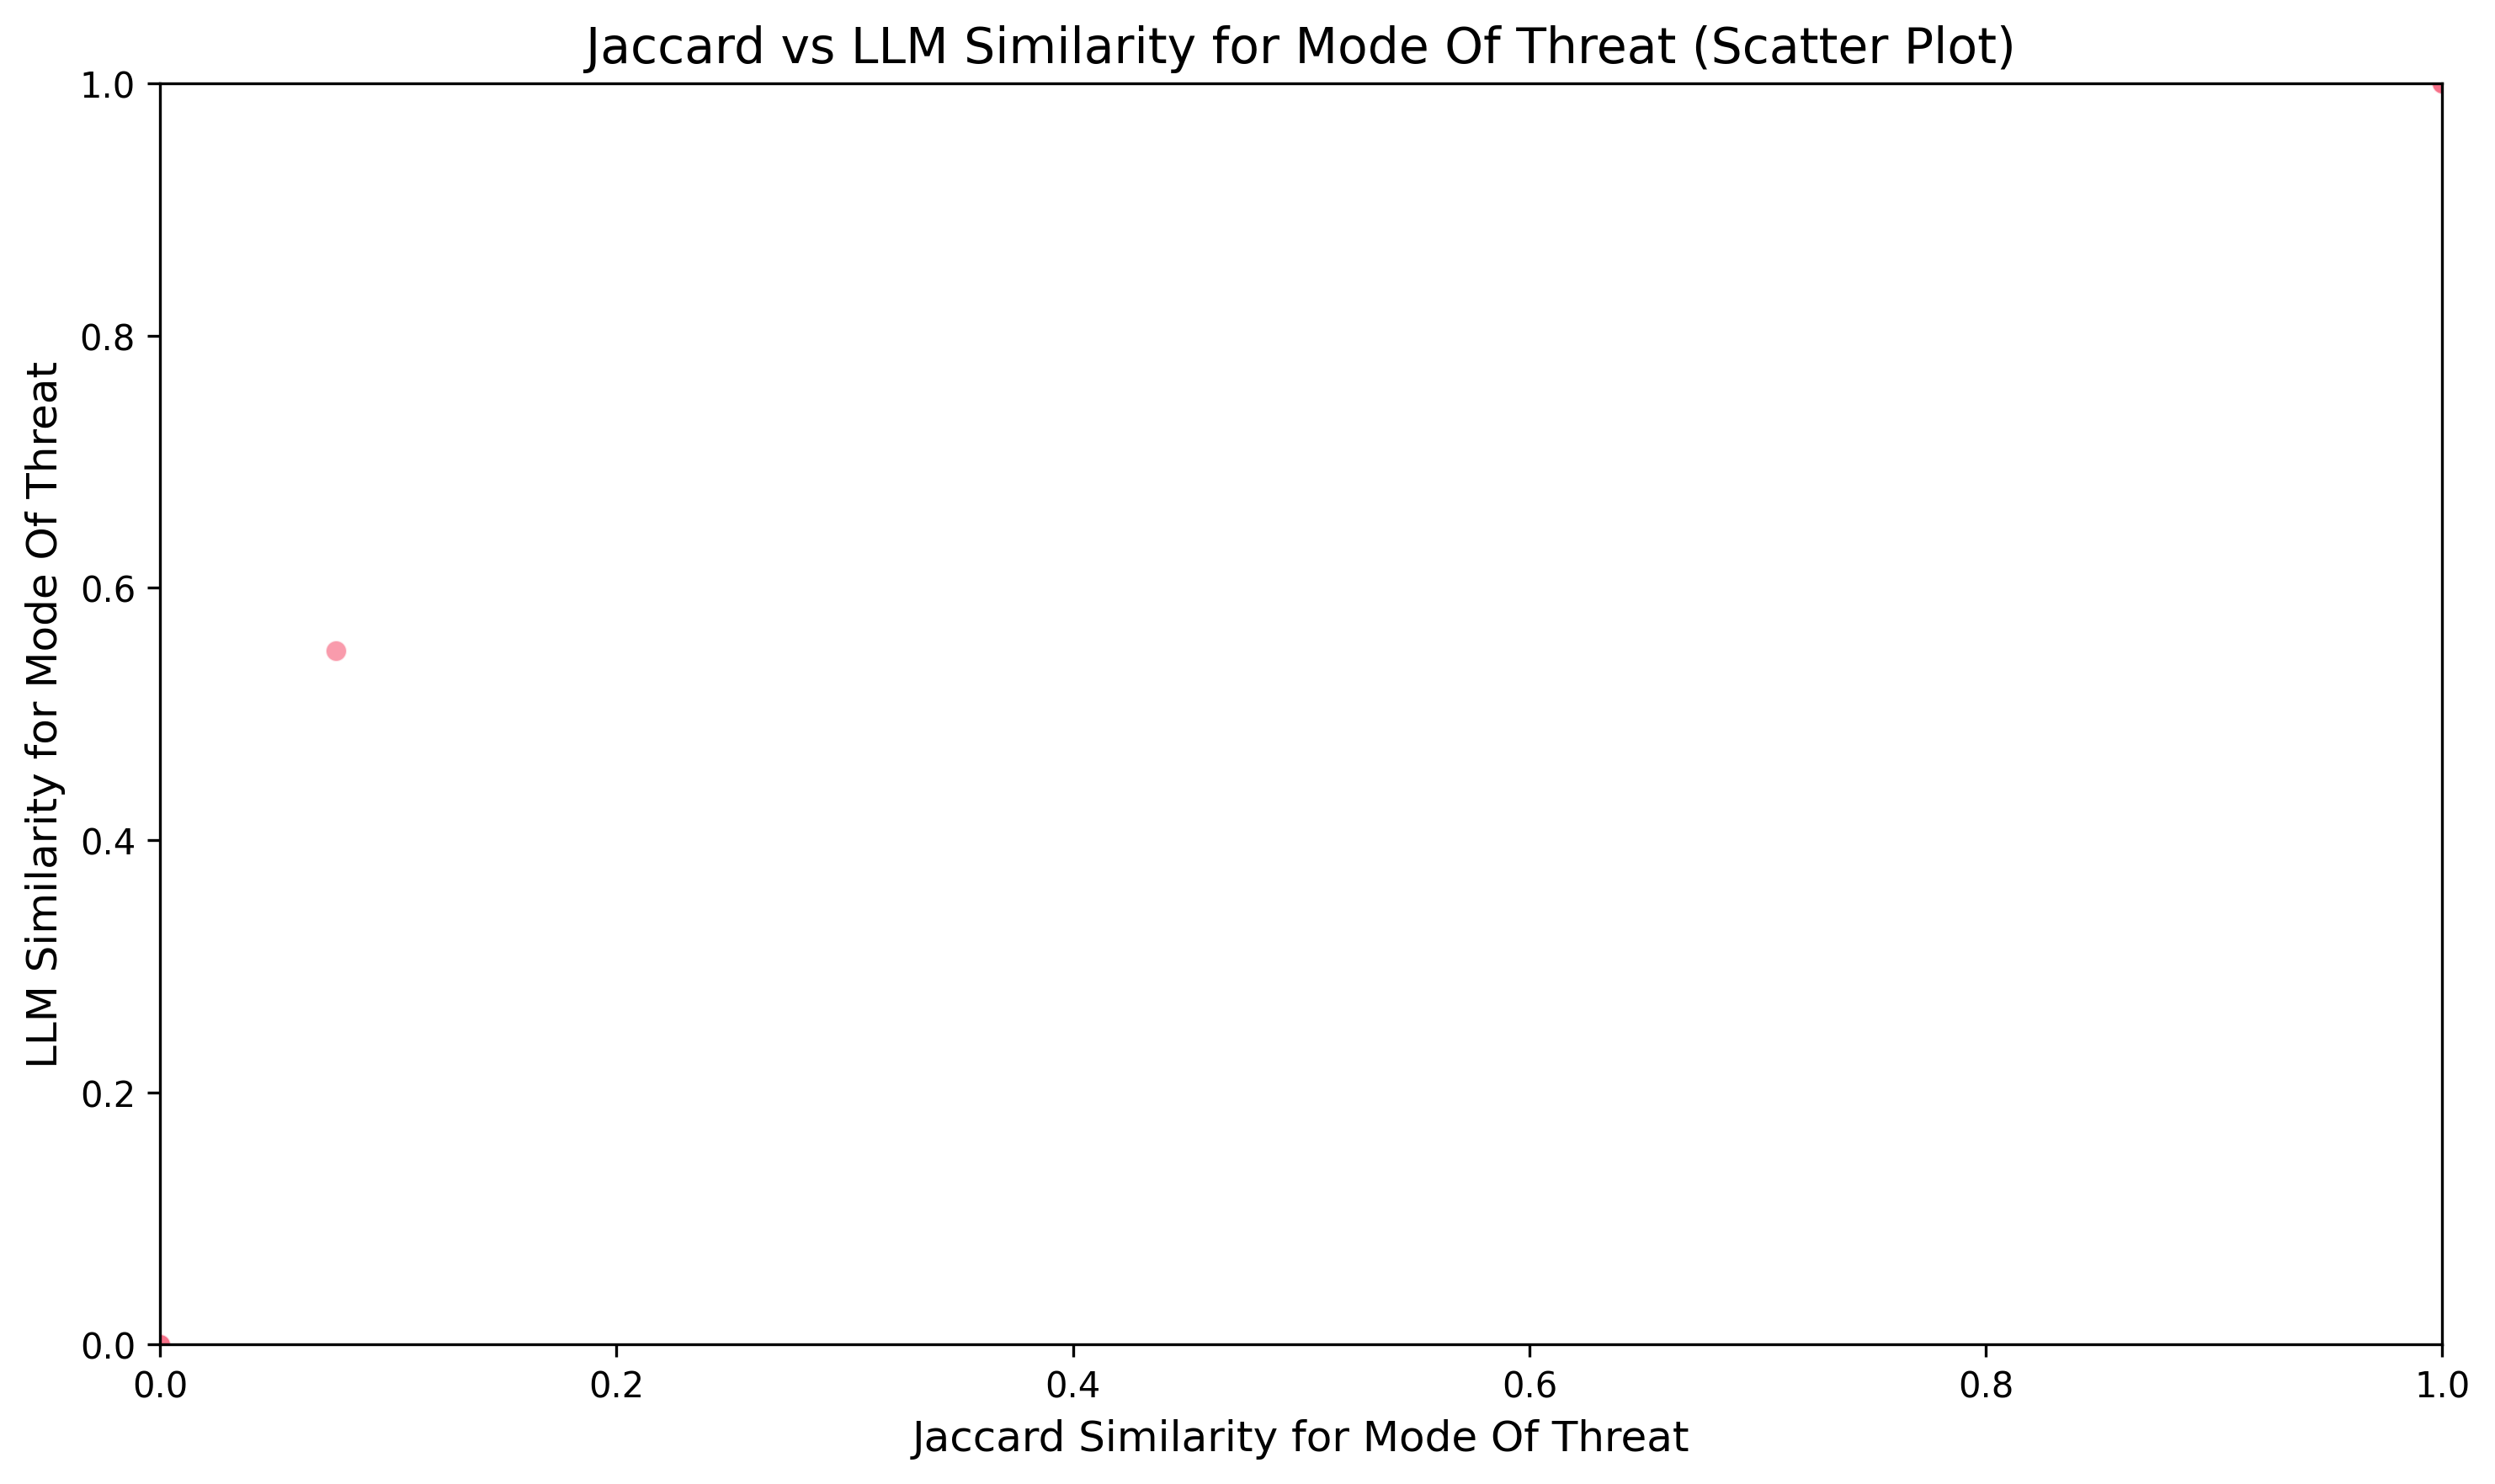 Jaccard vs LLM Similarity for Mode Of Threat (Scatter Plot)
LLM Similarity for Mode Of Threat
1.0
0.8
0.6
0.4
0.2
0.0
0.0 0.2 0.4 0.6 0.8 1.0
Jaccard Similarity for Mode Of Threat